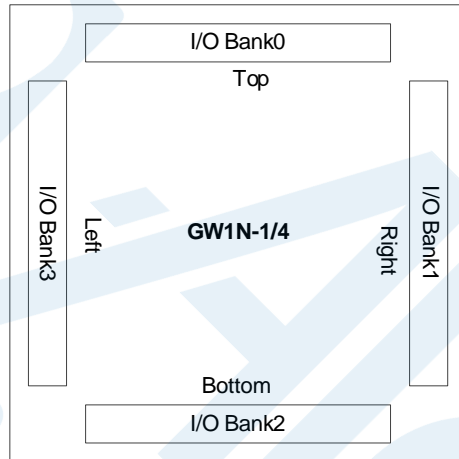 I/O Bank0
Top
I/O Bank3
Left
GW1N-1/4
Right
I/O Bank1
Bottom
I/O Bank2